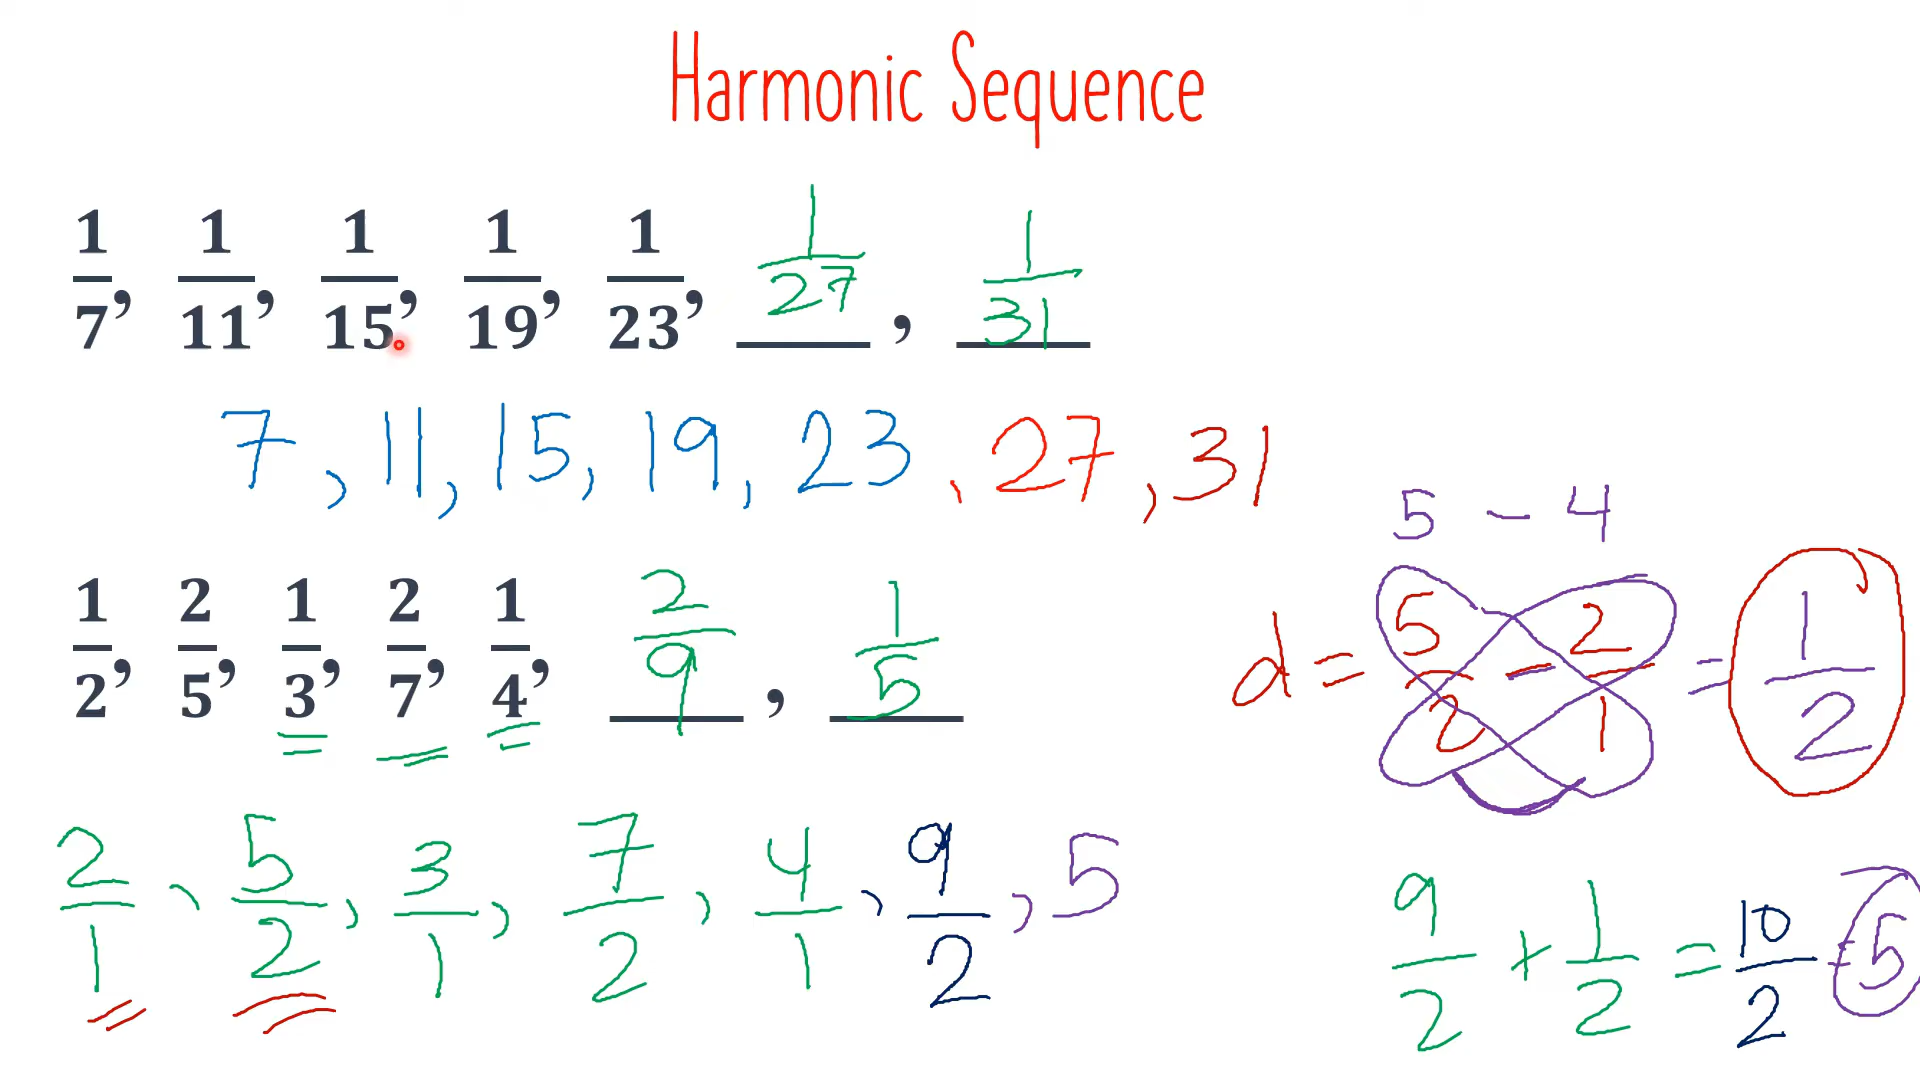 Harmonic Sequence
1/7, 1/11, 1/15, 1/19, 1/23, 1/27, 1/31
7, 11, 15, 19, 23, 27, 31
5 - 4
1/2, 2/5, 1/3, 2/7, 1/4, 2/9, 1/5
d = 5/2 - 2/1 = 1/2
2/1, 5/2, 3/1, 7/2, 4/1, 9/2, 5
9/2 + 1/2 = 10/2 = 5